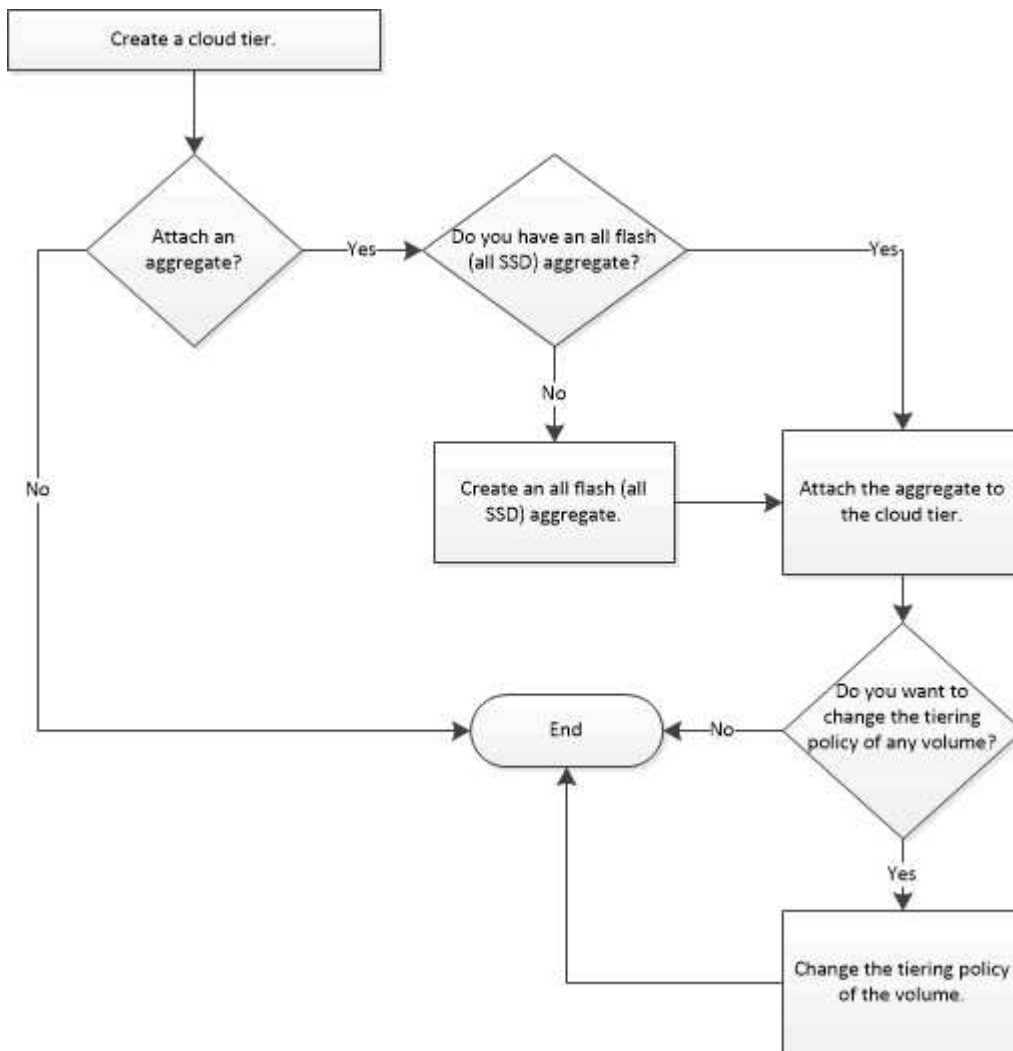 Create a cloud tier.
Attach an
aggregate?
Yes
Do you have an all flash
(all SSD) aggregate?
Yes
No
No
Create an all flash (all
SSD) aggregate.
Attach the aggregate to
the cloud tier.
Do you want to
change the tiering
policy of any volume?
No
End
Yes
Change the tiering policy
of the volume.